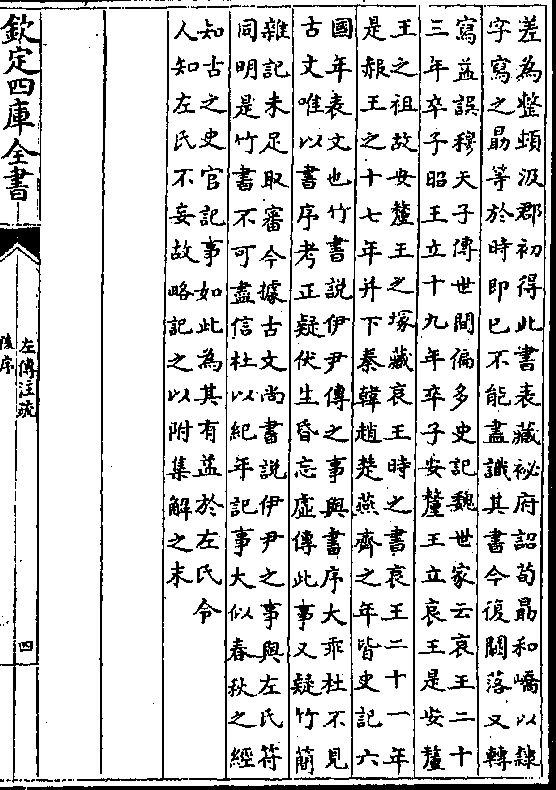 差為整頓汲郡初得此書表藏祕府詔荀勗和嶠以隸
字寫之勗等於時即已不能盡識其書今復闕落又轉
寫益誤穆天子傳世間偏多史記魏世家云哀王二十
三年卒子昭王立十九年卒子安釐王立哀王是安釐
王之祖故安釐王之塚藏哀王時之書哀王二十一年
是赧王之十七年并下秦韓趙楚燕齊之年皆史記六
國年表文也竹書說伊尹傳之事與書序大乖杜不見
古文唯以書序考正疑伏生昏忘虛傳此事又疑竹簡
雜記未足取審今據古文尚書說伊尹之事與左氏符
同明是竹書不可盡信杜以紀年記事大似春秋之經
知古之史官記事如此為其有益於左氏令
人知左氏不妄故略記之以附集解之末
欽定四庫全書
左傳注疏
後序
四